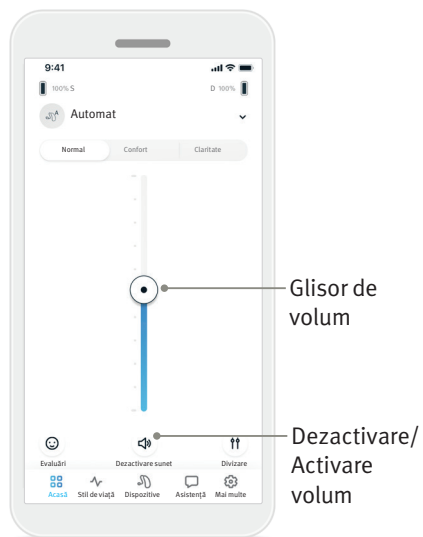 9:41
100% S
D 100%
Automat
Normal Confort Claritate
Glisor de
volum
Evaluări Dezactivare sunet Divizare
Dezactivare/
Activare
volum
Acasă Stil de viață Dispozitive Asistență Mai multe